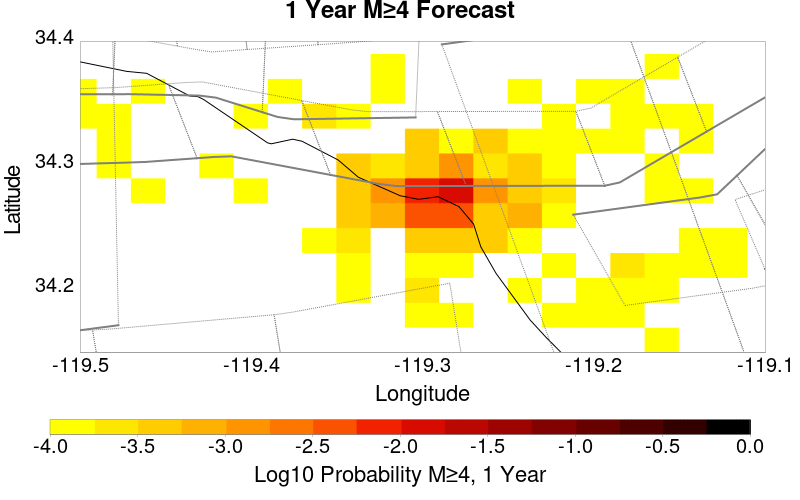 1 Year M≥4 Forecast
34.4
34.3
34.2
Latitude
-119.5 -119.4 -119.3 -119.2 -119.1
Longitude
-4.0 -3.5 -3.0 -2.5 -2.0 -1.5 -1.0 -0.5 0.0
Log10 Probability M≥4, 1 Year